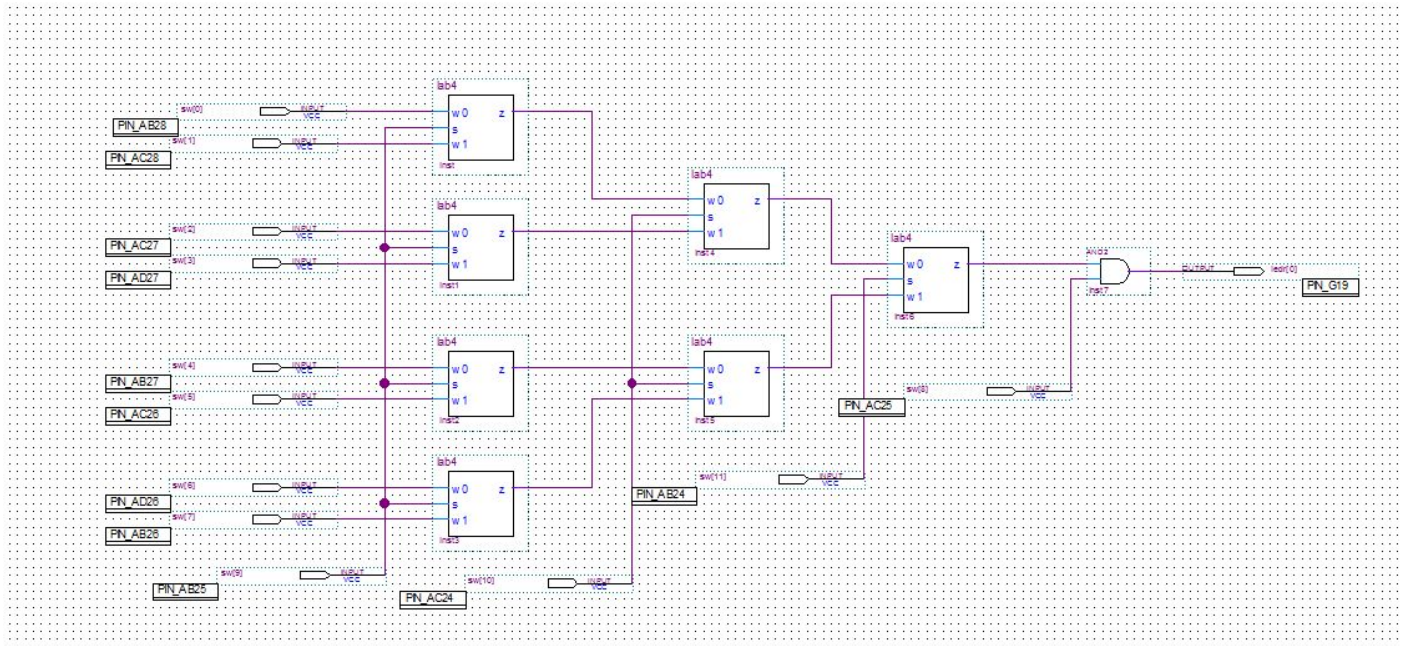 lab4
sw[0]
INPUT
VCC
w0
z
s
w1
inst
PIN_AB28
sw[1]
INPUT
VCC
PIN_AC28
lab4
sw[2]
INPUT
VCC
w0
z
s
w1
inst1
PIN_AC27
sw[3]
INPUT
VCC
PIN_AD27
lab4
w0
z
s
w1
inst4
lab4
w0
z
s
w1
inst6
AND2
inst7
OUTPUT
ledr[0]
PIN_G19
lab4
sw[4]
INPUT
VCC
w0
z
s
w1
inst2
PIN_AB27
sw[5]
INPUT
VCC
PIN_AC26
lab4
w0
z
s
w1
inst5
sw[8]
INPUT
VCC
PIN_AC25
lab4
sw[6]
INPUT
VCC
w0
z
s
w1
inst3
PIN_AD26
sw[7]
INPUT
VCC
PIN_AB26
sw[11]
INPUT
VCC
PIN_AB24
sw[9]
INPUT
VCC
PIN_AB25
sw[10]
INPUT
VCC
PIN_AC24